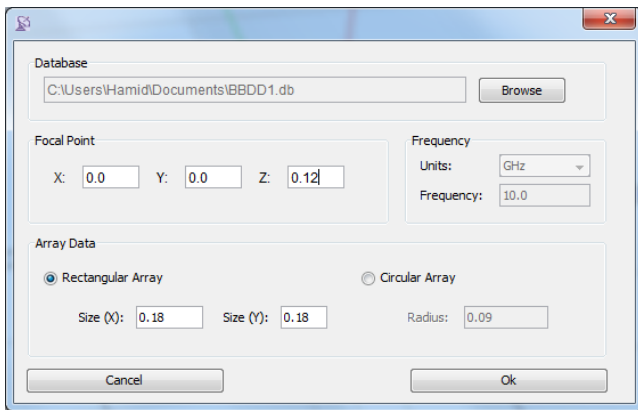 Database
C:\Users\Hamid\Documents\BBDD1.db Browse
Focal Point
X: 0.0 Y: 0.0 Z: 0.12
Frequency
Units: GHz
Frequency: 10.0
Array Data
Rectangular Array Circular Array
Size (X): 0.18 Size (Y): 0.18 Radius: 0.09
Cancel Ok